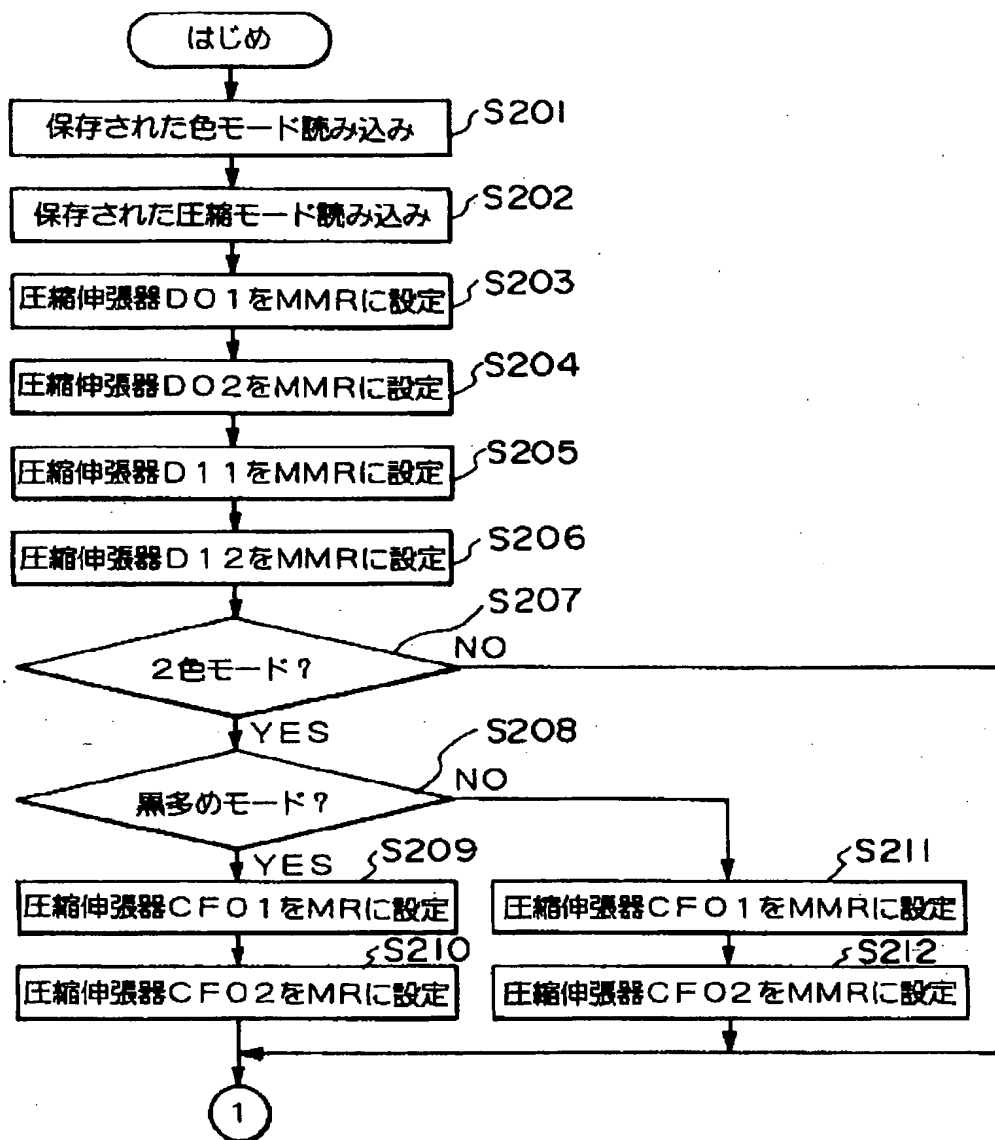 はじめ
保存された色モード読み込み
S201
保存された圧縮モード読み込み
S202
圧縮伸張器D01をMMRに設定
S203
圧縮伸張器D02をMMRに設定
S204
圧縮伸張器D11をMMRに設定
S205
圧縮伸張器D12をMMRに設定
S206
2色モード?
S207
NO
YES
黒多めモード?
S208
NO
YES
圧縮伸張器CF01をMRに設定
S209
圧縮伸張器CF01をMMRに設定
S211
圧縮伸張器CF02をMRに設定
S210
圧縮伸張器CF02をMMRに設定
S212
1